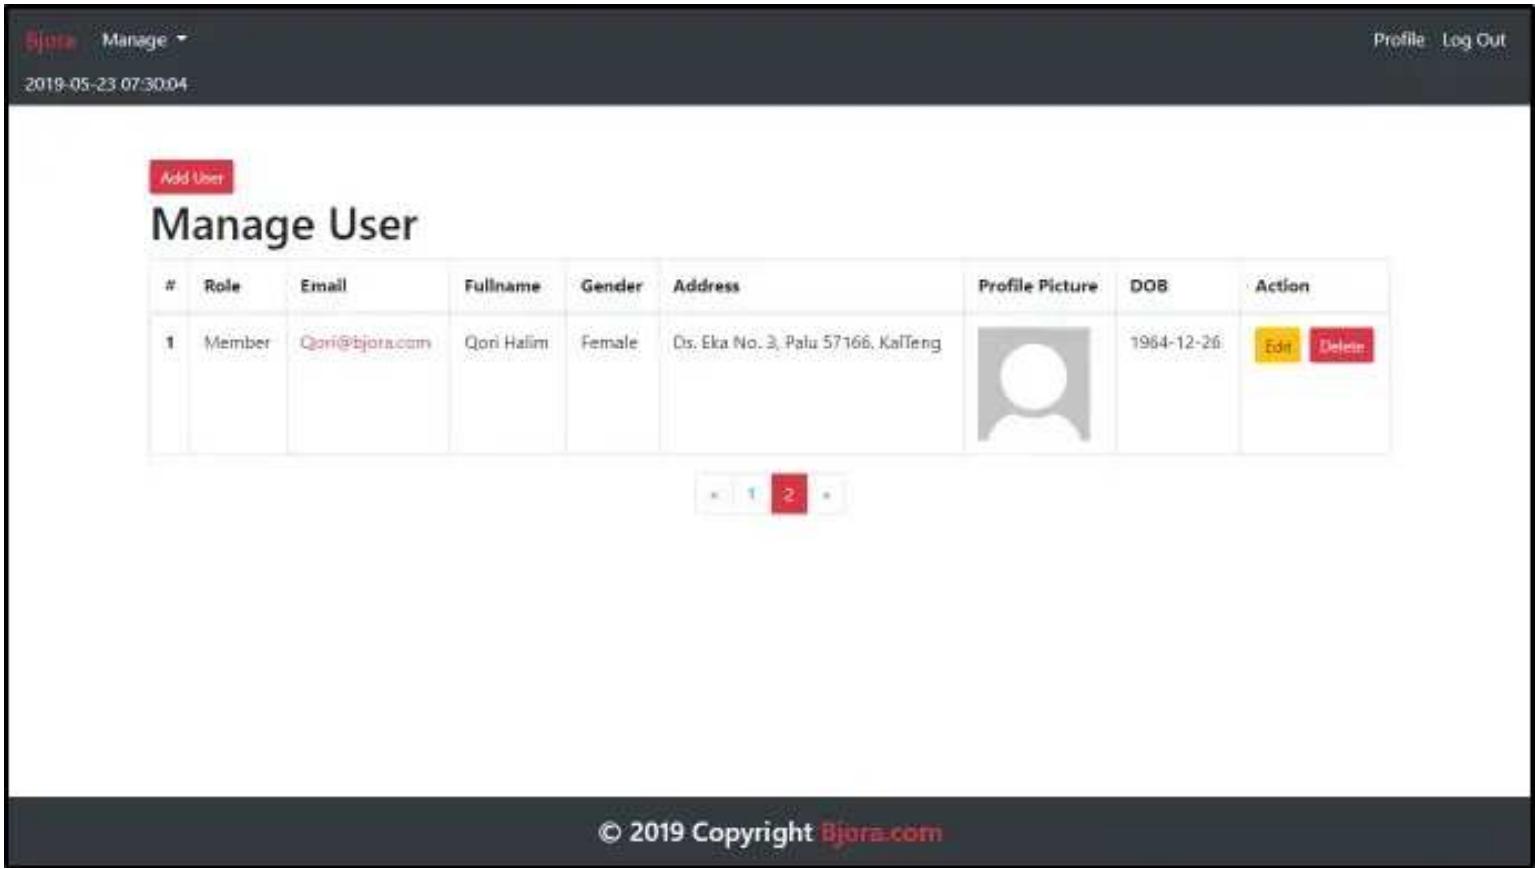 Bjora Manage Profile Log Out
2019-05-23 07:30:04
Add User
Manage User
# Role Email Fullname Gender Address Profile Picture DOB Action
1 Member Qori@bjora.com Qori Halim Female Ds. Eka No. 3, Palu 57166, KalTeng 1964-12-26 Edit Delete
« 1 2 »
© 2019 Copyright Bjora.com